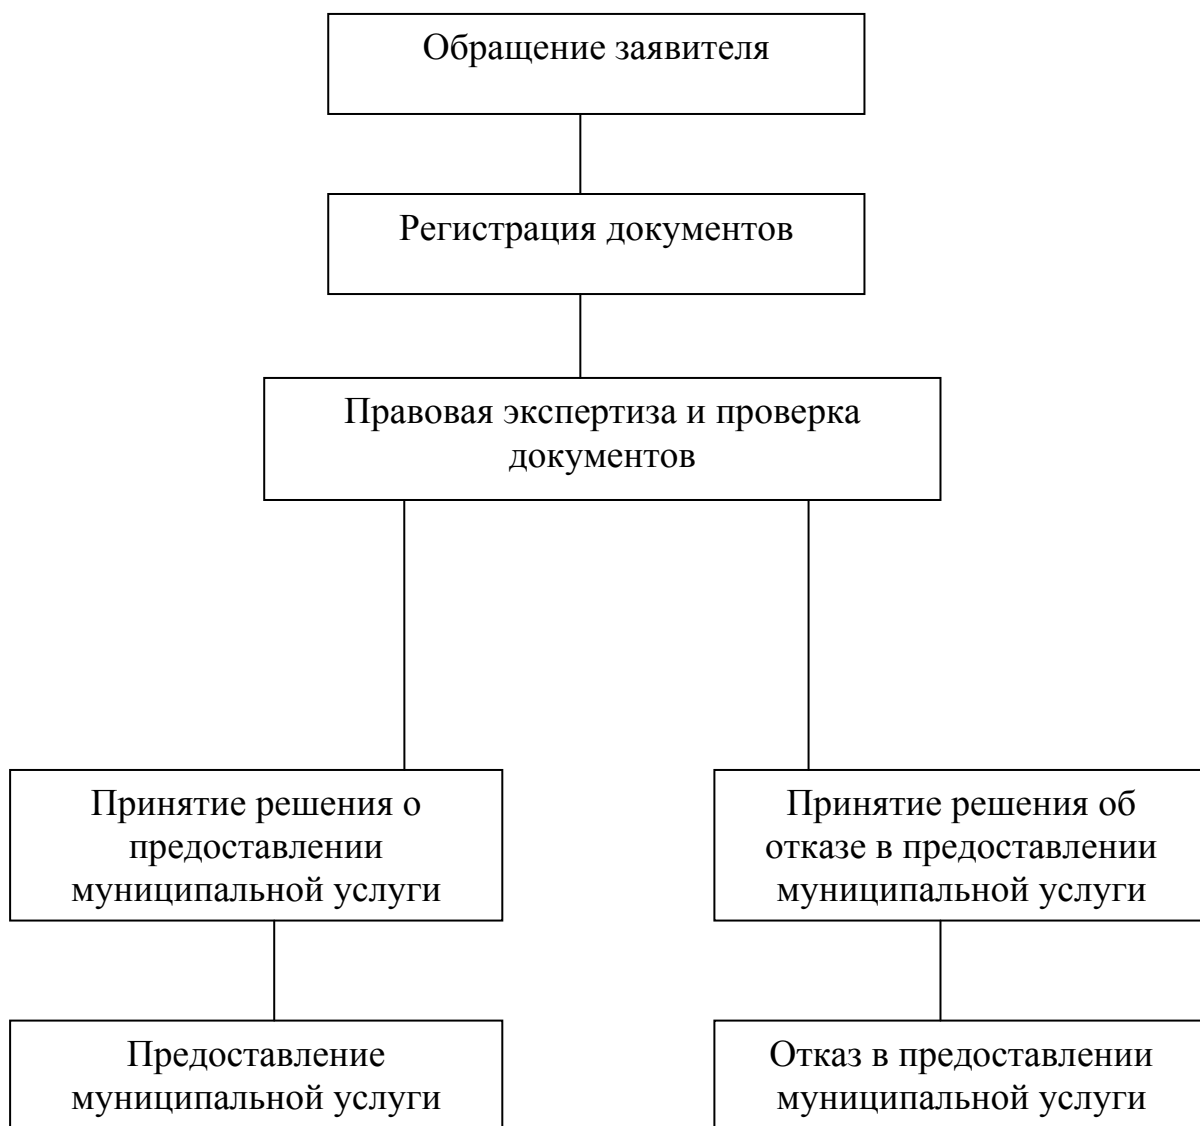 Обращение заявителя
Регистрация документов
Правовая экспертиза и проверка
документов
Принятие решения о
предоставлении
муниципальной услуги
Принятие решения об
отказе в предоставлении
муниципальной услуги
Предоставление
муниципальной услуги
Отказ в предоставлении
муниципальной услуги